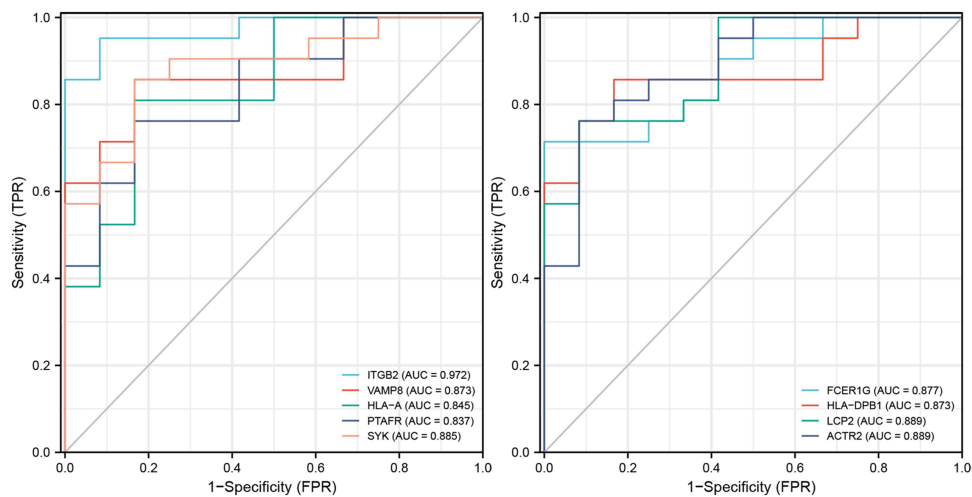 1.0
0.8
0.6
0.4
0.2
0.0
Sensitivity (TPR)
ITGB2 (AUC = 0.972)
VAMP8 (AUC = 0.873)
HLA−A (AUC = 0.845)
PTAFR (AUC = 0.837)
SYK (AUC = 0.885)
0.0 0.2 0.4 0.6 0.8 1.0
1-Specificity (FPR)
1.0
0.8
0.6
0.4
0.2
0.0
Sensitivity (TPR)
FCER1G (AUC = 0.877)
HLA−DPB1 (AUC = 0.873)
LCP2 (AUC = 0.889)
ACTR2 (AUC = 0.889)
0.0 0.2 0.4 0.6 0.8 1.0
1-Specificity (FPR)